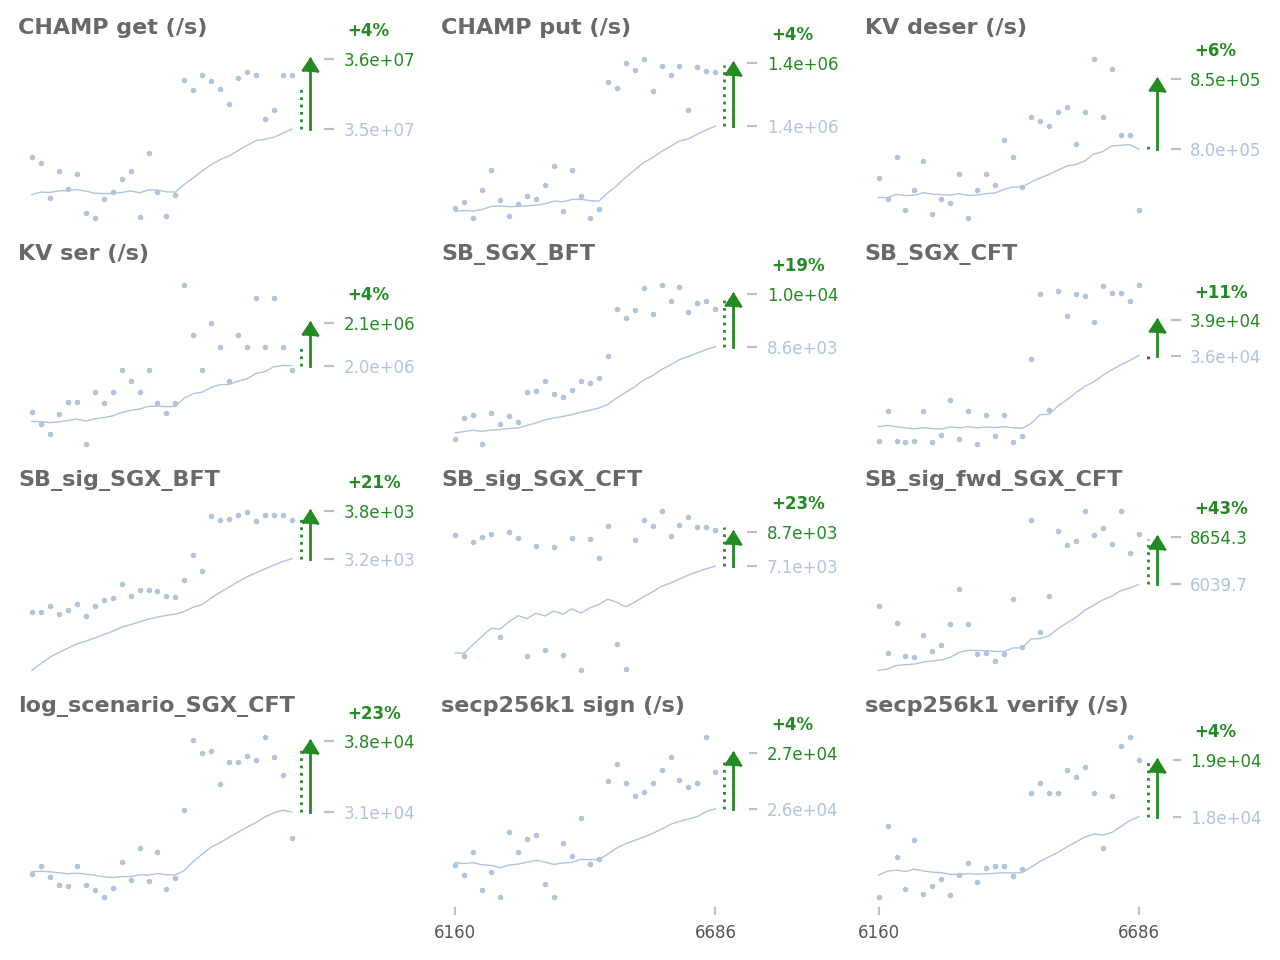 CHAMP get (/s)
+4%
3.6e+07
3.5e+07
CHAMP put (/s)
+4%
1.4e+06
1.4e+06
KV deser (/s)
+6%
8.5e+05
8.0e+05
KV ser (/s)
+4%
2.1e+06
2.0e+06
SB_SGX_BFT
+19%
1.0e+04
8.6e+03
SB_SGX_CFT
+11%
3.9e+04
3.6e+04
SB_sig_SGX_BFT
+21%
3.8e+03
3.2e+03
SB_sig_SGX_CFT
+23%
8.7e+03
7.1e+03
SB_sig_fwd_SGX_CFT
+43%
8654.3
6039.7
log_scenario_SGX_CFT
+23%
3.8e+04
3.1e+04
secp256k1 sign (/s)
+4%
2.7e+04
2.6e+04
6160
6686
secp256k1 verify (/s)
+4%
1.9e+04
1.8e+04
6160
6686